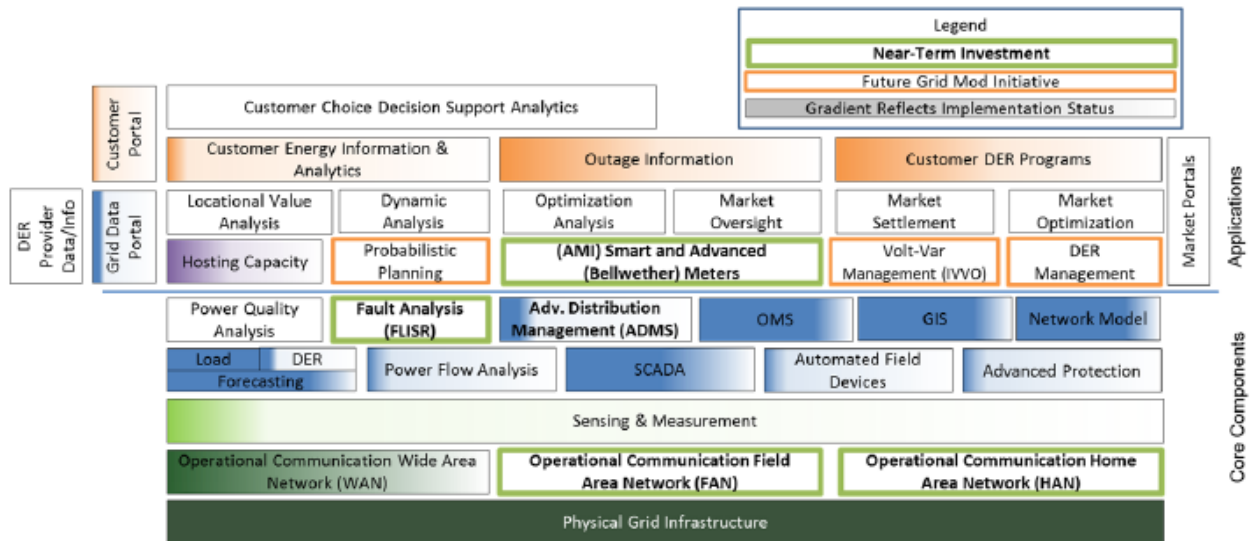 Legend
Near-Term Investment
Future Grid Mod Initiative
Gradient Reflects Implementation Status
Customer
Portal
Customer Choice Decision Support Analytics
Customer Energy Information &
Analytics
Outage Information
Customer DER Programs
DER
Provider
Data/Info
Grid Data
Portal
Locational Value
Analysis
Dynamic
Analysis
Optimization
Analysis
Market
Oversight
Market
Settlement
Market
Optimization
Market Portals
Applications
Hosting Capacity
Probabilistic
Planning
(AMI) Smart and Advanced
(Bellwether) Meters
Volt-Var
Management (IVVO)
DER
Management
Power Quality
Analysis
Fault Analysis
(FLISR)
Adv. Distribution
Management (ADMS)
OMS
GIS
Network Model
Load
DER
Forecasting
Power Flow Analysis
SCADA
Automated Field
Devices
Advanced Protection
Core Components
Sensing & Measurement
Operational Communication Wide Area
Network (WAN)
Operational Communication Field
Area Network (FAN)
Operational Communication Home
Area Network (HAN)
Physical Grid Infrastructure